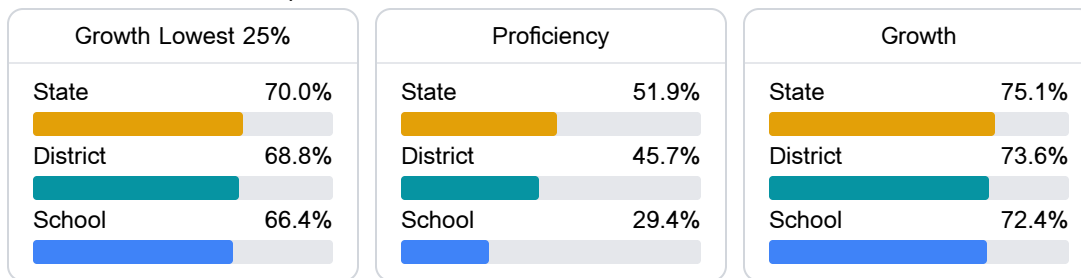 Growth Lowest 25%
State 70.0%
District 68.8%
School 66.4%
Proficiency
State 51.9%
District 45.7%
School 29.4%
Growth
State 75.1%
District 73.6%
School 72.4%